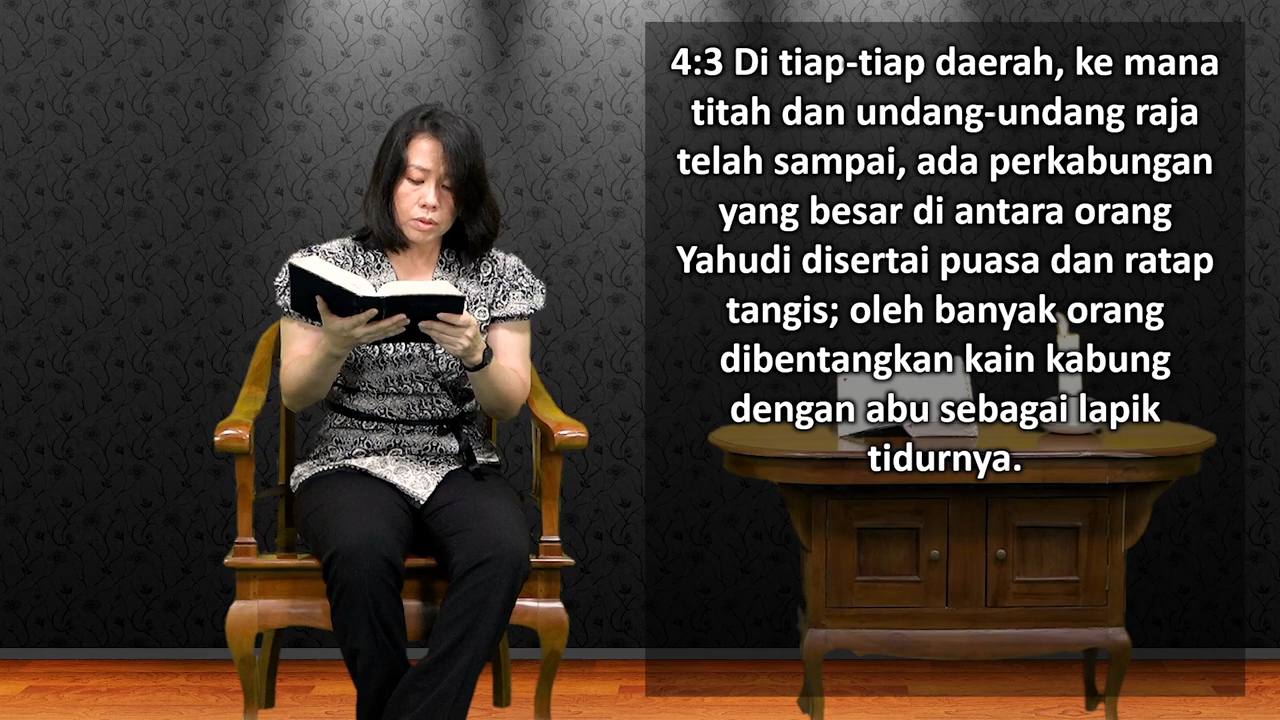 4:3 Di tiap-tiap daerah, ke mana
titah dan undang-undang raja
telah sampai, ada perkabungan
yang besar di antara orang
Yahudi disertai puasa dan ratap
tangis; oleh banyak orang
dibentangkan kain kabung
dengan abu sebagai lapik
tidurnya.